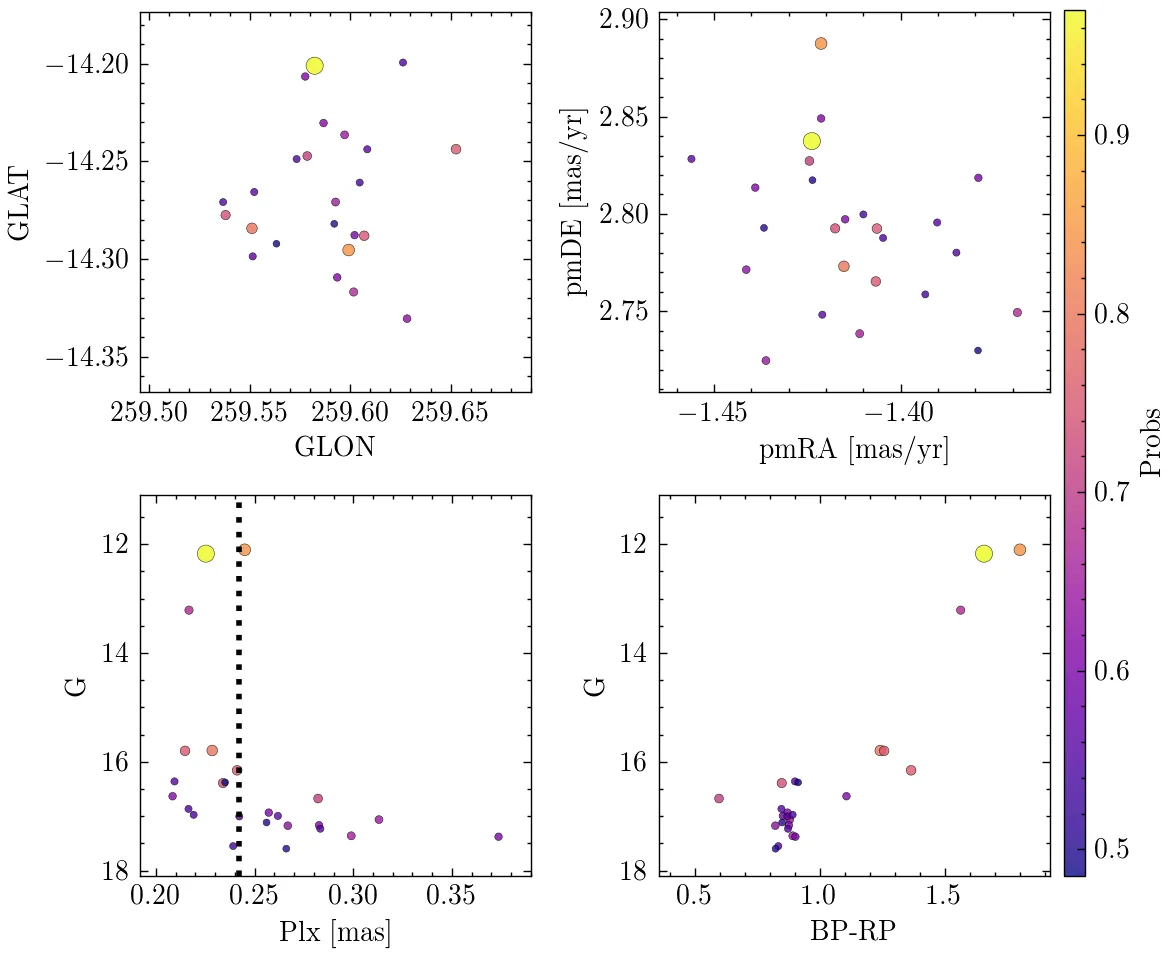 −14.20
−14.25
−14.30
−14.35
GLAT
259.50 259.55 259.60 259.65
GLON
2.90
2.85
2.80
2.75
pmDE [mas/yr]
−1.45 −1.40
pmRA [mas/yr]
12
14
16
18
G
0.20 0.25 0.30 0.35
Plx [mas]
12
14
16
18
G
0.5 1.0 1.5
BP-RP
0.9
0.8
0.7
0.6
0.5
Probs